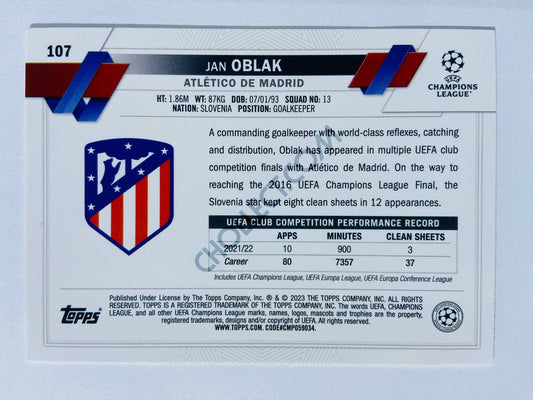 107
JAN OBLAK
ATLÉTICO DE MADRID
UEFA
CHAMPIONS
LEAGUE
HT: 1.86M WT: 87KG DOB: 07/01/93 SQUAD NO: 13
NATION: SLOVENIA POSITION: GOALKEEPER
A commanding goalkeeper with world-class reflexes, catching
and distribution, Oblak has appeared in multiple UEFA club
competition finals with Atlético de Madrid. On the way to
reaching the 2016 UEFA Champions League Final, the
Slovenia star kept eight clean sheets in 12 appearances.
UEFA CLUB COMPETITION PERFORMANCE RECORD
APPS MINUTES CLEAN SHEETS
2021/22 10 900 3
Career 80 7357 37
Includes UEFA Champions League, UEFA Europa League, UEFA Europa Conference League
CHOLLECT.COM
Topps
Published Under License by The Topps Company, Inc. ® & © 2023 THE TOPPS COMPANY, INC. ALL RIGHTS
RESERVED. TOPPS IS A REGISTERED TRADEMARK OF THE TOPPS COMPANY, INC. The words UEFA, CHAMPIONS
LEAGUE, and all other UEFA Champions League marks, names, logos, mascots and trophies are the property,
registered trademarks, designs and/or copyright of UEFA. All rights reserved.
WWW.TOPPS.COM. CODE#CMP059034.